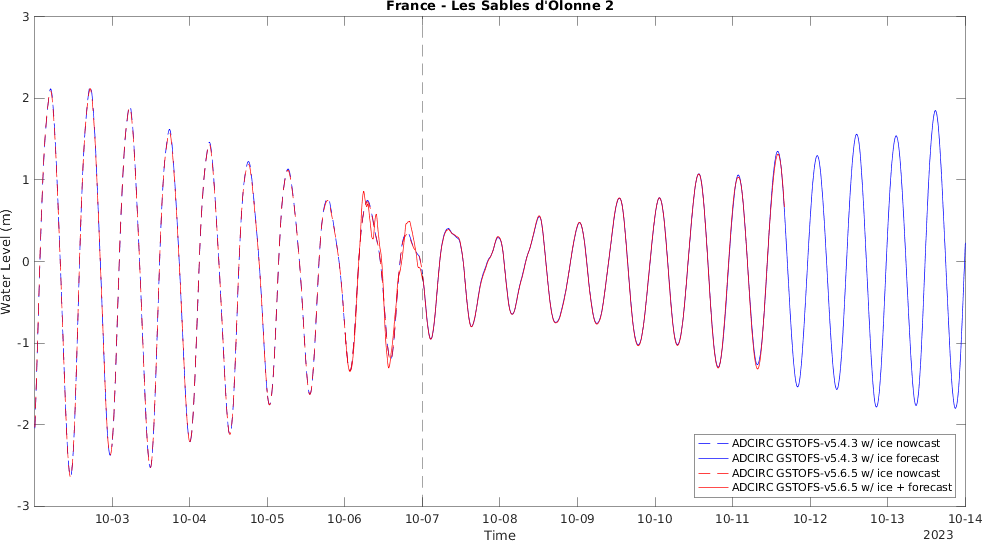 France - Les Sables d'Olonne 2
3
2
1
0
-1
-2
-3
Water Level (m)
10-03
10-04
10-05
10-06
10-07
10-08
10-09
10-10
10-11
10-12
10-13
10-14
Time
2023
ADCIRC GSTOFS-v5.4.3 w/ ice nowcast
ADCIRC GSTOFS-v5.4.3 w/ ice forecast
ADCIRC GSTOFS-v5.6.5 w/ ice nowcast
ADCIRC GSTOFS-v5.6.5 w/ ice + forecast